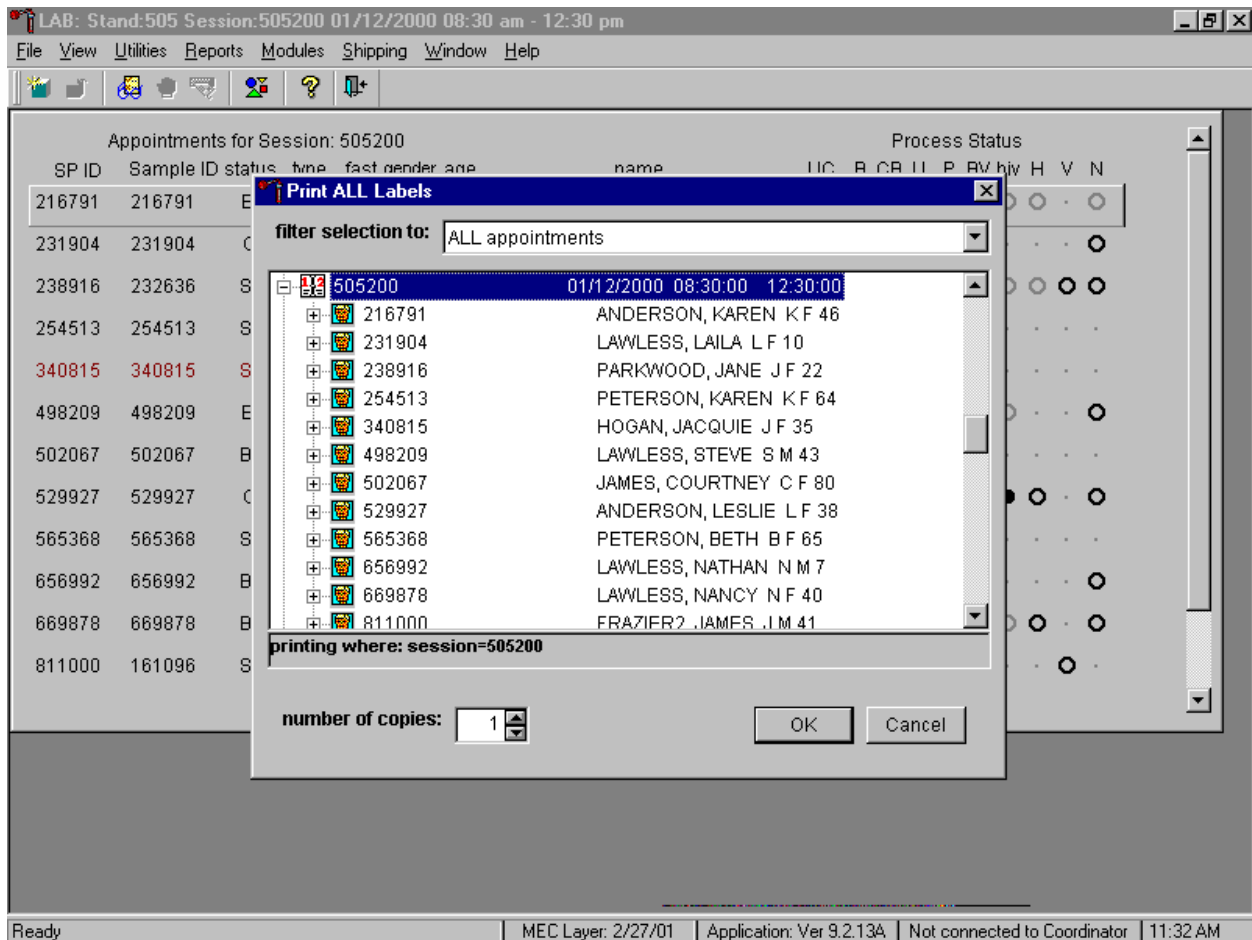 LAB: Stand:505 Session:505200 01/12/2000 08:30 am - 12:30 pm
File View Utilities Reports Modules Shipping Window Help
Appointments for Session: 505200 Process Status
SP ID Sample ID status type fast gender age name UC B CB U P BV hiv H V N
216791 216791 E
231904 231904
238916 232636 S
254513 254513 S
340815 340815 S
498209 498209 E
502067 502067 B
529927 529927
565368 565368 S
656992 656992 B
669878 669878 B
811000 161096 S
Print ALL Labels
filter selection to: ALL appointments
505200 01/12/2000 08:30:00 12:30:00
216791 ANDERSON, KAREN K F 46
231904 LAWLESS, LAILA L F 10
238916 PARKWOOD, JANE J F 22
254513 PETERSON, KAREN K F 64
340815 HOGAN, JACQUIE J F 35
498209 LAWLESS, STEVE S M 43
502067 JAMES, COURTNEY C F 80
529927 ANDERSON, LESLIE L F 38
565368 PETERSON, BETH B F 65
656992 LAWLESS, NATHAN N M 7
669878 LAWLESS, NANCY N F 40
811000 FRAZIER2, JAMES J M 41
printing where: session=505200
number of copies: 1 OK Cancel
Ready MEC Layer: 2/27/01 Application: Ver 9.2.13A Not connected to Coordinator 11:32 AM